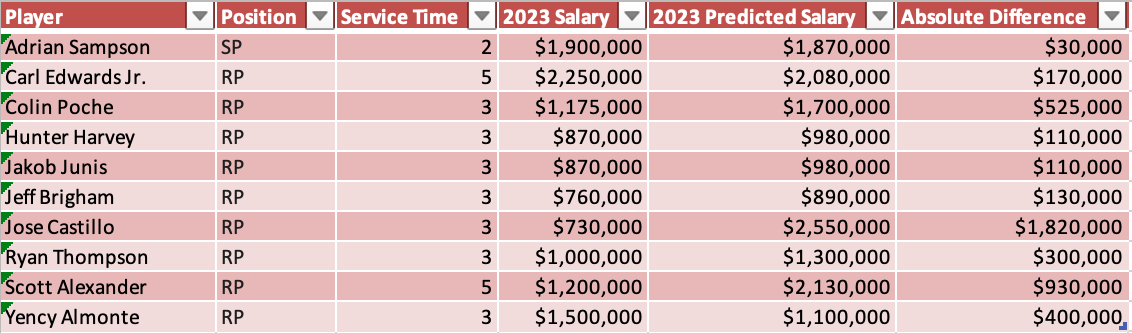 Player Position Service Time 2023 Salary 2023 Predicted Salary Absolute Difference
Adrian Sampson SP 2 $1,900,000 $1,870,000 $30,000
Carl Edwards Jr. RP 5 $2,250,000 $2,080,000 $170,000
Colin Poche RP 3 $1,175,000 $1,700,000 $525,000
Hunter Harvey RP 3 $870,000 $980,000 $110,000
Jakob Junis RP 3 $870,000 $980,000 $110,000
Jeff Brigham RP 3 $760,000 $890,000 $130,000
Jose Castillo RP 3 $730,000 $2,550,000 $1,820,000
Ryan Thompson RP 3 $1,000,000 $1,300,000 $300,000
Scott Alexander RP 5 $1,200,000 $2,130,000 $930,000
Yency Almonte RP 3 $1,500,000 $1,100,000 $400,000